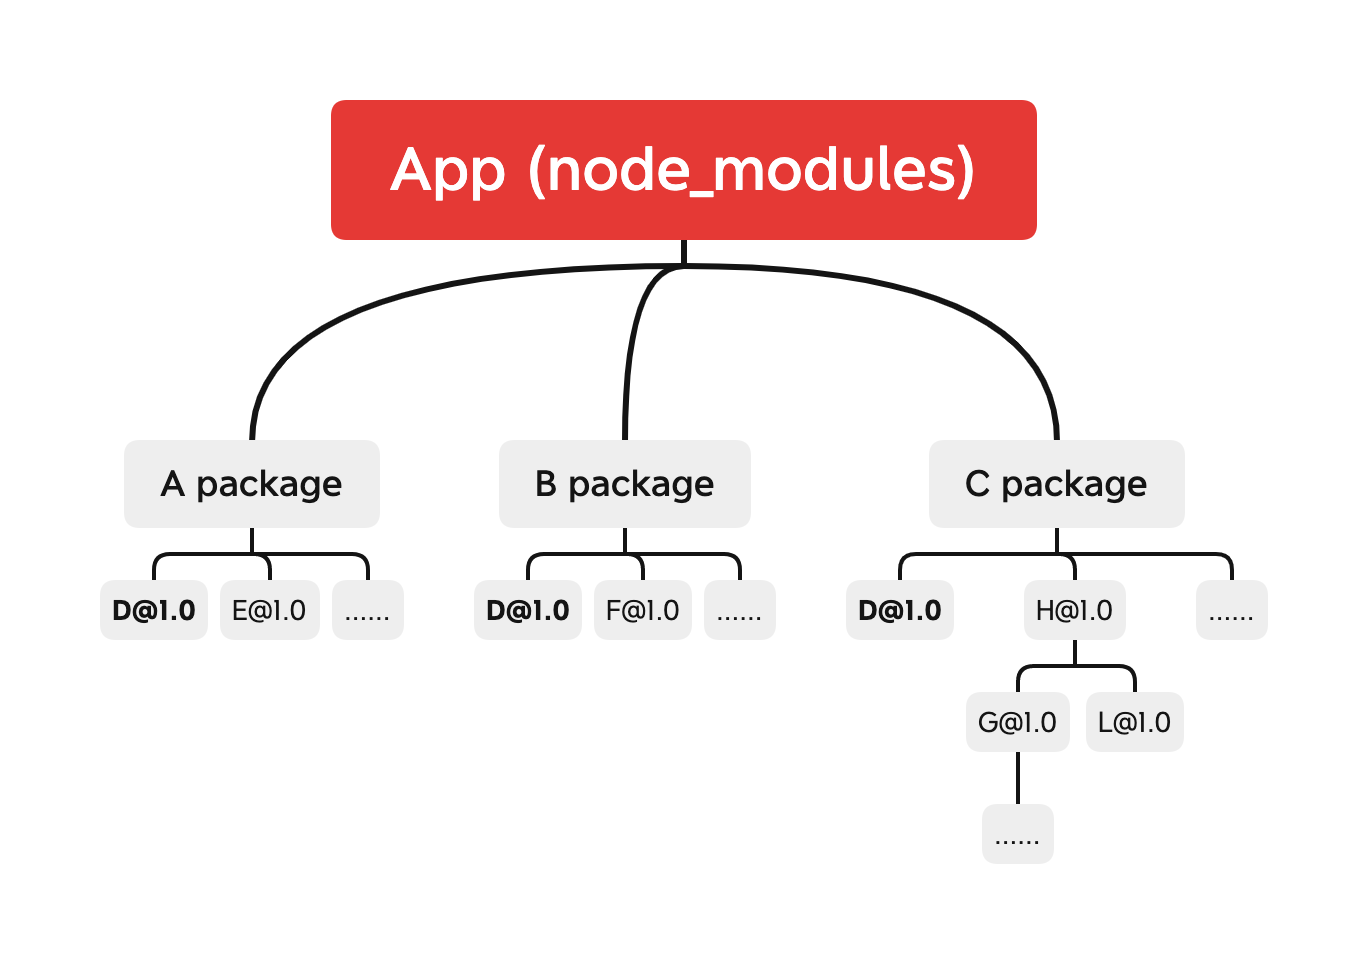 App (node_modules)
A package
B package
C package
D@1.0
E@1.0
......
D@1.0
F@1.0
......
D@1.0
H@1.0
......
G@1.0
L@1.0
......